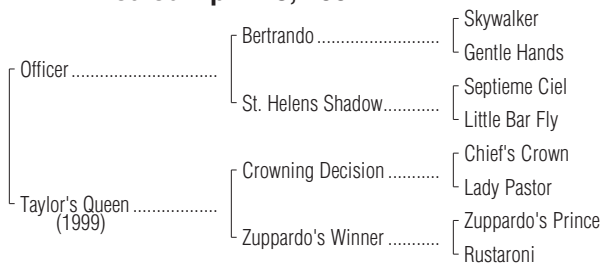 Skywalker
Bertrando
Gentle Hands
Officer
Septieme Ciel
St. Helens Shadow
Little Bar Fly
Chief's Crown
Crowning Decision
Lady Pastor
Taylor's Queen
(1999)
Zuppardo's Prince
Zuppardo's Winner
Rustaroni